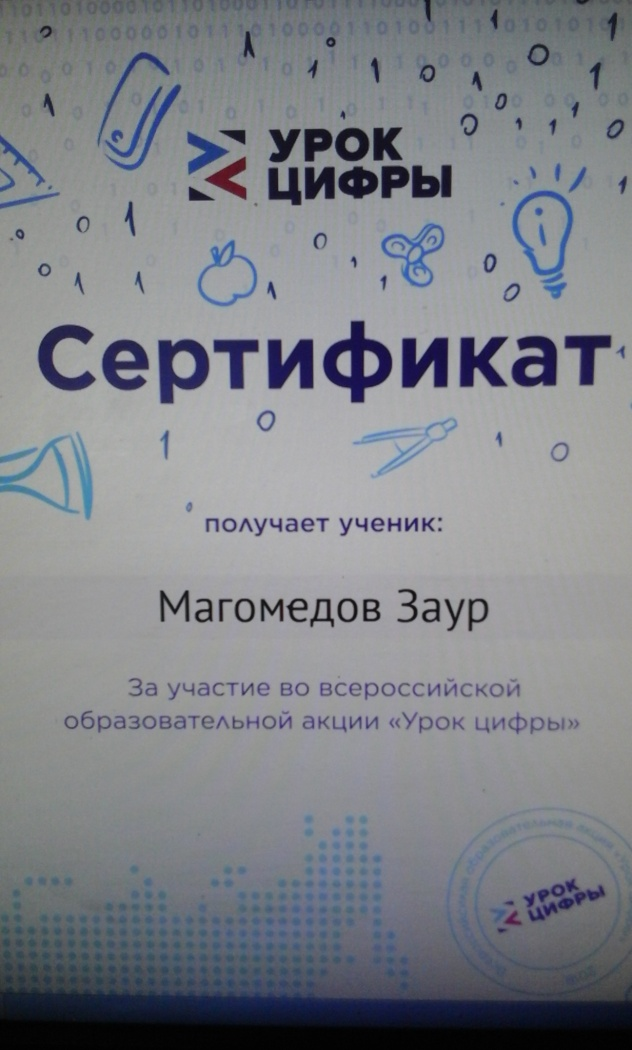 УРОК
ЦИФРЫ
Сертификат
получает ученик:
Магомедов Заур
За участие во всероссийской
образовательной акции «Урок цифры»
УРОК
ЦИФРЫ